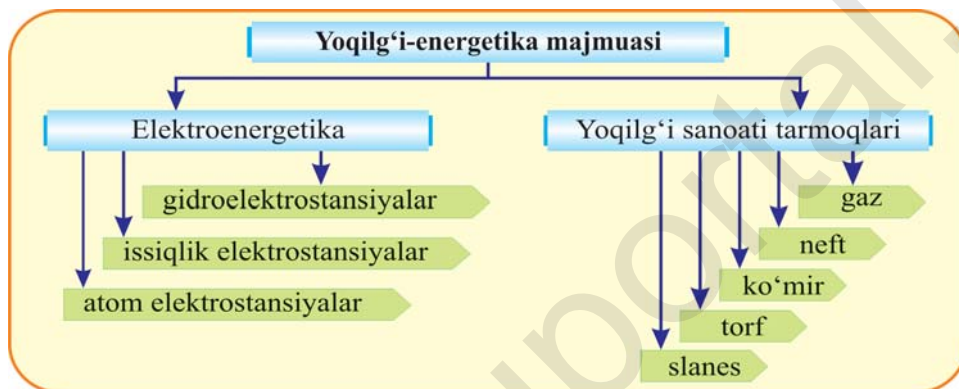 Yoqilg‘i-energetika majmuasi
Elektroenergetika
gidroelektrostansiyalar
issiqlik elektrostansiyalar
atom elektrostansiyalar
Yoqilg‘i sanoati tarmoqlari
gaz
neft
ko‘mir
torf
slanes